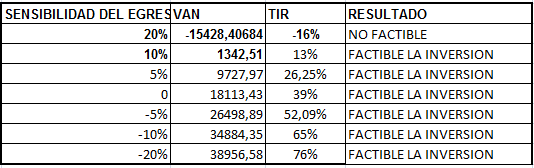 SENSIBILIDAD DEL EGRES VAN TIR RESULTADO
20% -15428,40684 -16% NO FACTIBLE
10% 1342,51 13% FACTIBLE LA INVERSION
5% 9727,97 26,25% FACTIBLE LA INVERSION
0 18113,43 39% FACTIBLE LA INVERSION
-5% 26498,89 52,09% FACTIBLE LA INVERSION
-10% 34884,35 65% FACTIBLE LA INVERSION
-20% 38956,58 76% FACTIBLE LA INVERSION